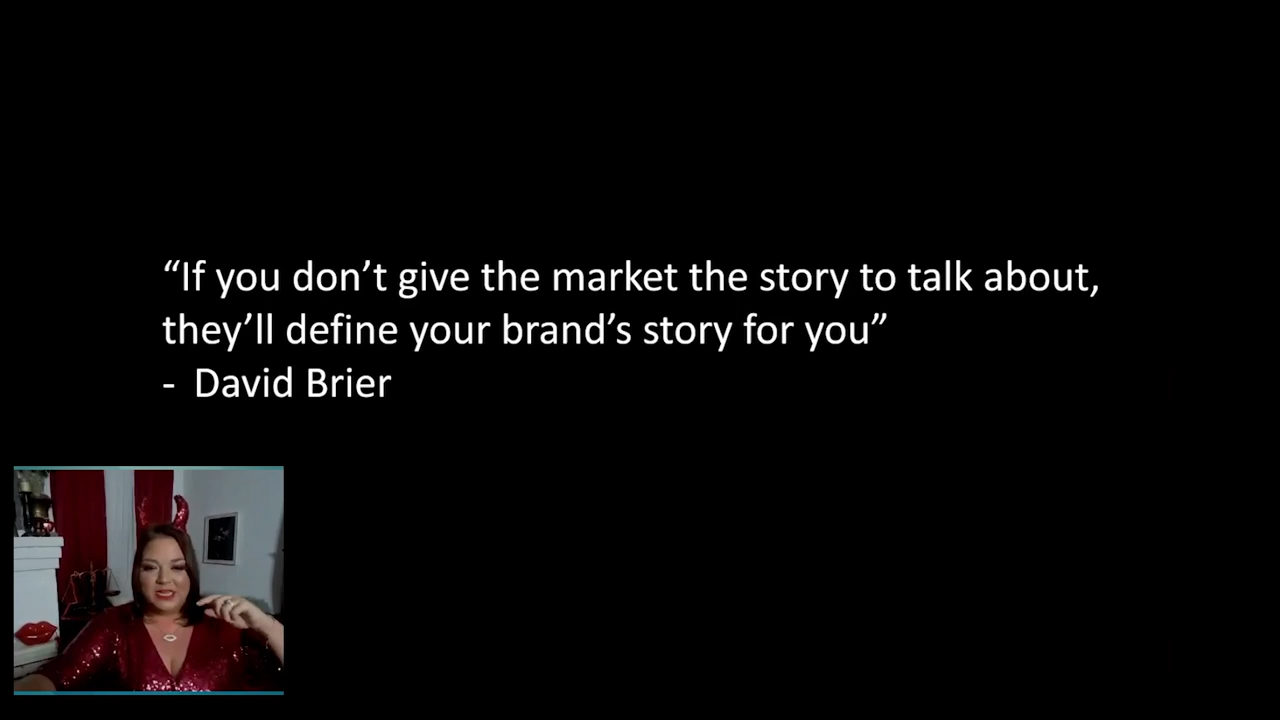 “If you don’t give the market the story to talk about,
they’ll define your brand’s story for you”
- David Brier